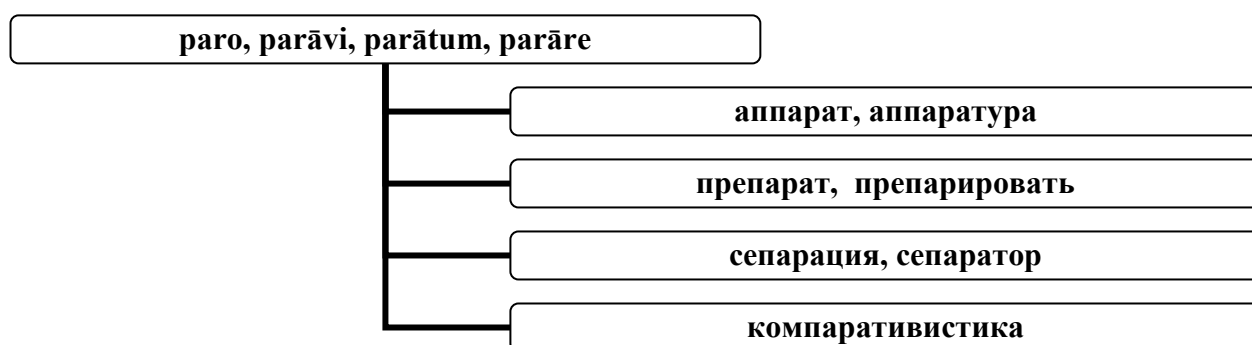 paro, parāvi, parātum, parāre
аппарат, аппаратура
препарат, препарировать
сепарация, сепаратор
компаративистика